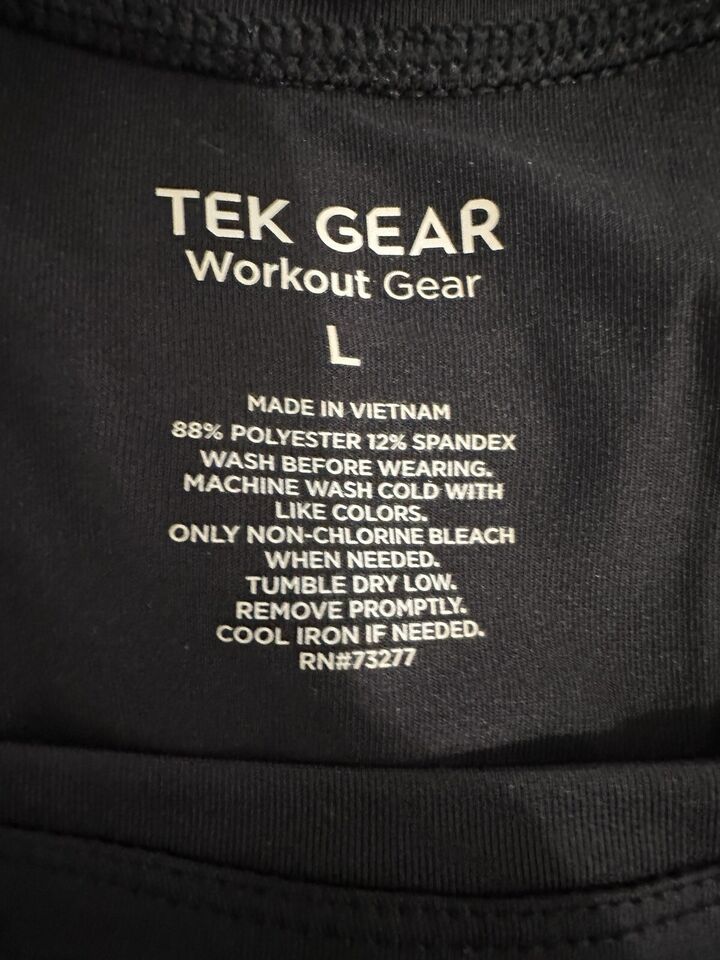 TEK GEAR
Workout Gear
L
MADE IN VIETNAM
88% POLYESTER 12% SPANDEX
WASH BEFORE WEARING.
MACHINE WASH COLD WITH
LIKE COLORS.
ONLY NON-CHLORINE BLEACH
WHEN NEEDED.
TUMBLE DRY LOW.
REMOVE PROMPTLY.
COOL IRON IF NEEDED.
RN#73277